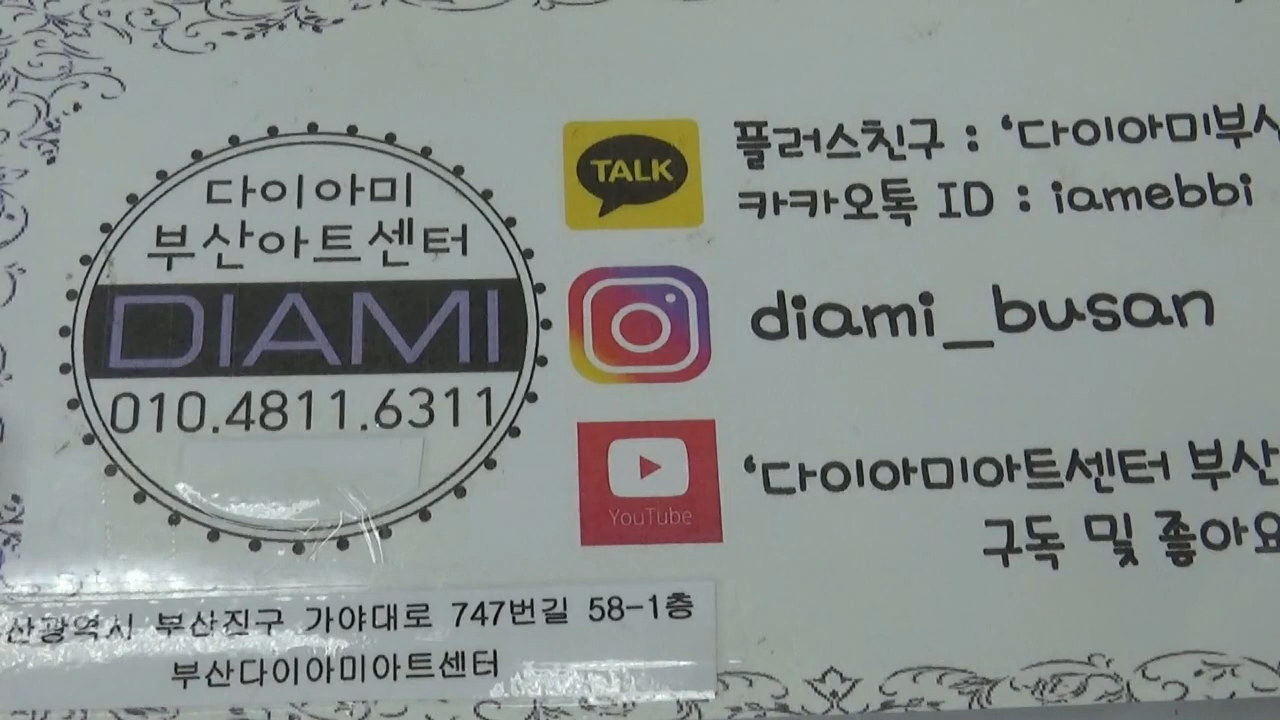 다이아미
부산아트센터
DIAMI
010.4811.6311
TALK
플러스친구 : '다이아미부
카카오톡 ID : iamebbi
diami_busan
YouTube
'다이아미아트센터 부산
구독 및 좋아요
산광역시 부산진구 가야대로 747번길 58-1층
부산다이아미아트센터